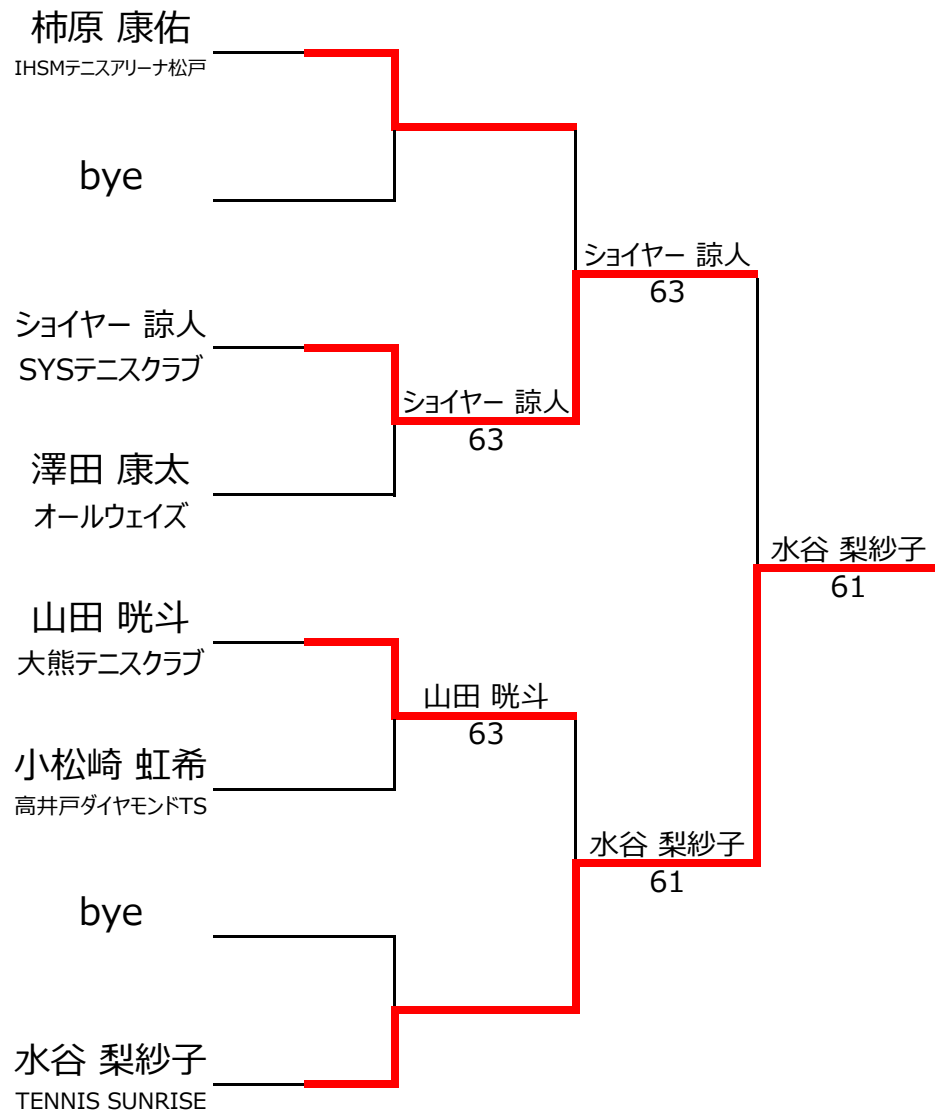 柿原 康佑
IHSMテニスアリーナ松戸
bye
ショイヤー 諒人
63
ショイヤー 諒人
SYSテニスクラブ
ショイヤー 諒人
63
澤田 康太
オールウェイズ
水谷 梨紗子
61
山田 晄斗
大熊テニスクラブ
山田 晄斗
63
小松崎 虹希
高井戸ダイヤモンドTS
水谷 梨紗子
61
bye
水谷 梨紗子
TENNIS SUNRISE